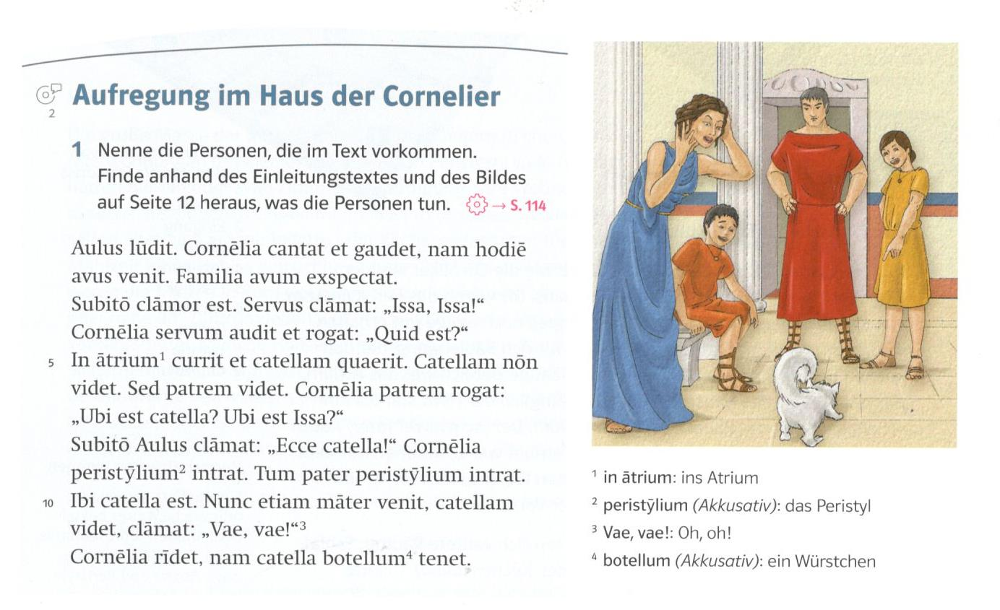 Aufregung im Haus der Cornelier
2
1 Nenne die Personen, die im Text vorkommen.
Finde anhand des Einleitungstextes und des Bildes
auf Seite 12 heraus, was die Personen tun. → S. 114
Aulus lūdit. Cornēlia cantat et gaudet, nam hodiē
avus venit. Familia avum exspectat.
Subitō clāmor est. Servus clāmat: „Issa, Issa!“
Cornēlia servum audit et rogat: „Quid est?“
5 In ātrium¹ currit et catellam quaerit. Catellam nōn
videt. Sed patrem videt. Cornēlia patrem rogat:
„Ubi est catella? Ubi est Issa?“
Subitō Aulus clāmat: „Ecce catella!“ Cornēlia
peristȳlium² intrat. Tum pater peristȳlium intrat.
10 Ibi catella est. Nunc etiam māter venit, catellam
videt, clāmat: „Vae, vae!“³
Cornēlia rīdet, nam catella botellum⁴ tenet.
¹ in ātrium: ins Atrium
² peristȳlium (Akkusativ): das Peristyl
³ Vae, vae!: Oh, oh!
⁴ botellum (Akkusativ): ein Würstchen